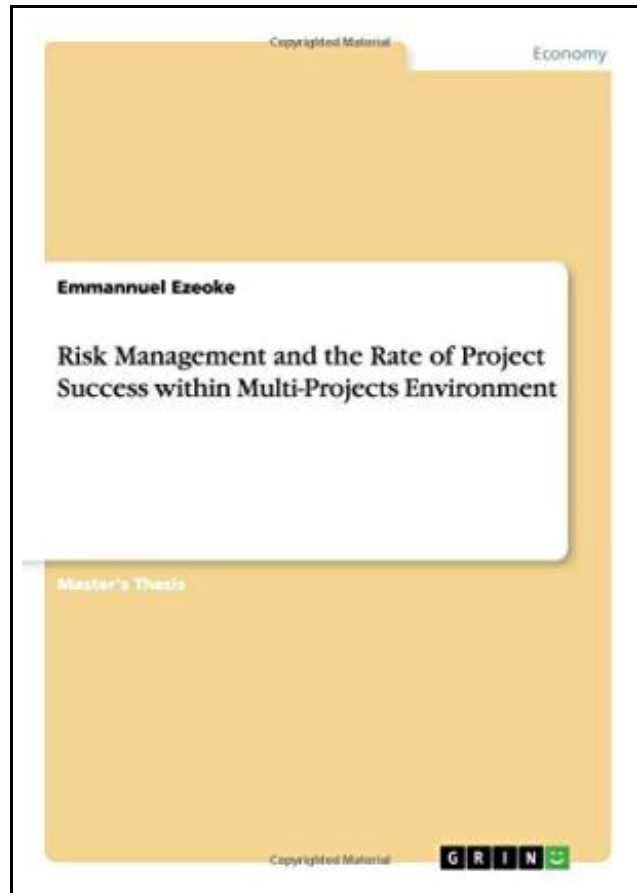 Copyrighted Material
Economy
Emmannuel Ezeoke
Risk Management and the Rate of Project
Success within Multi-Projects Environment
Master's Thesis
Copyrighted Material
GRIN